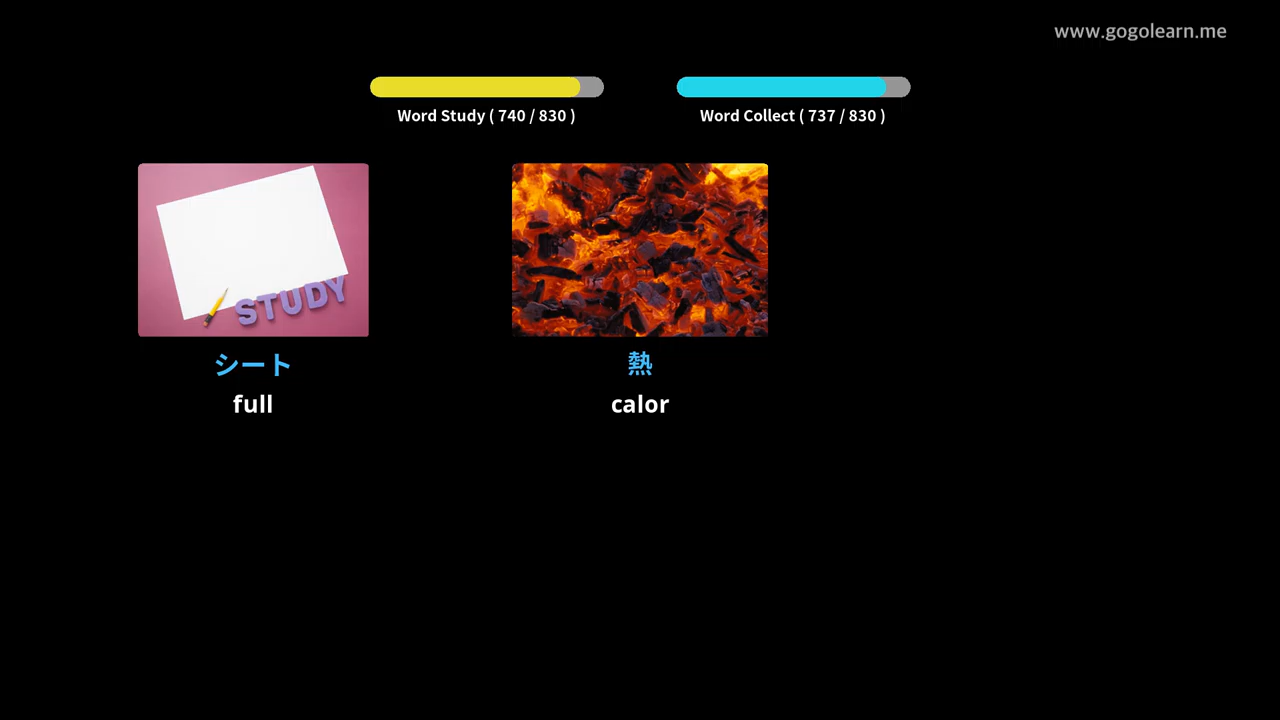 www.gogolearn.me
Word Study ( 740 / 830 )
Word Collect ( 737 / 830 )
STUDY
シート
full
熱
calor